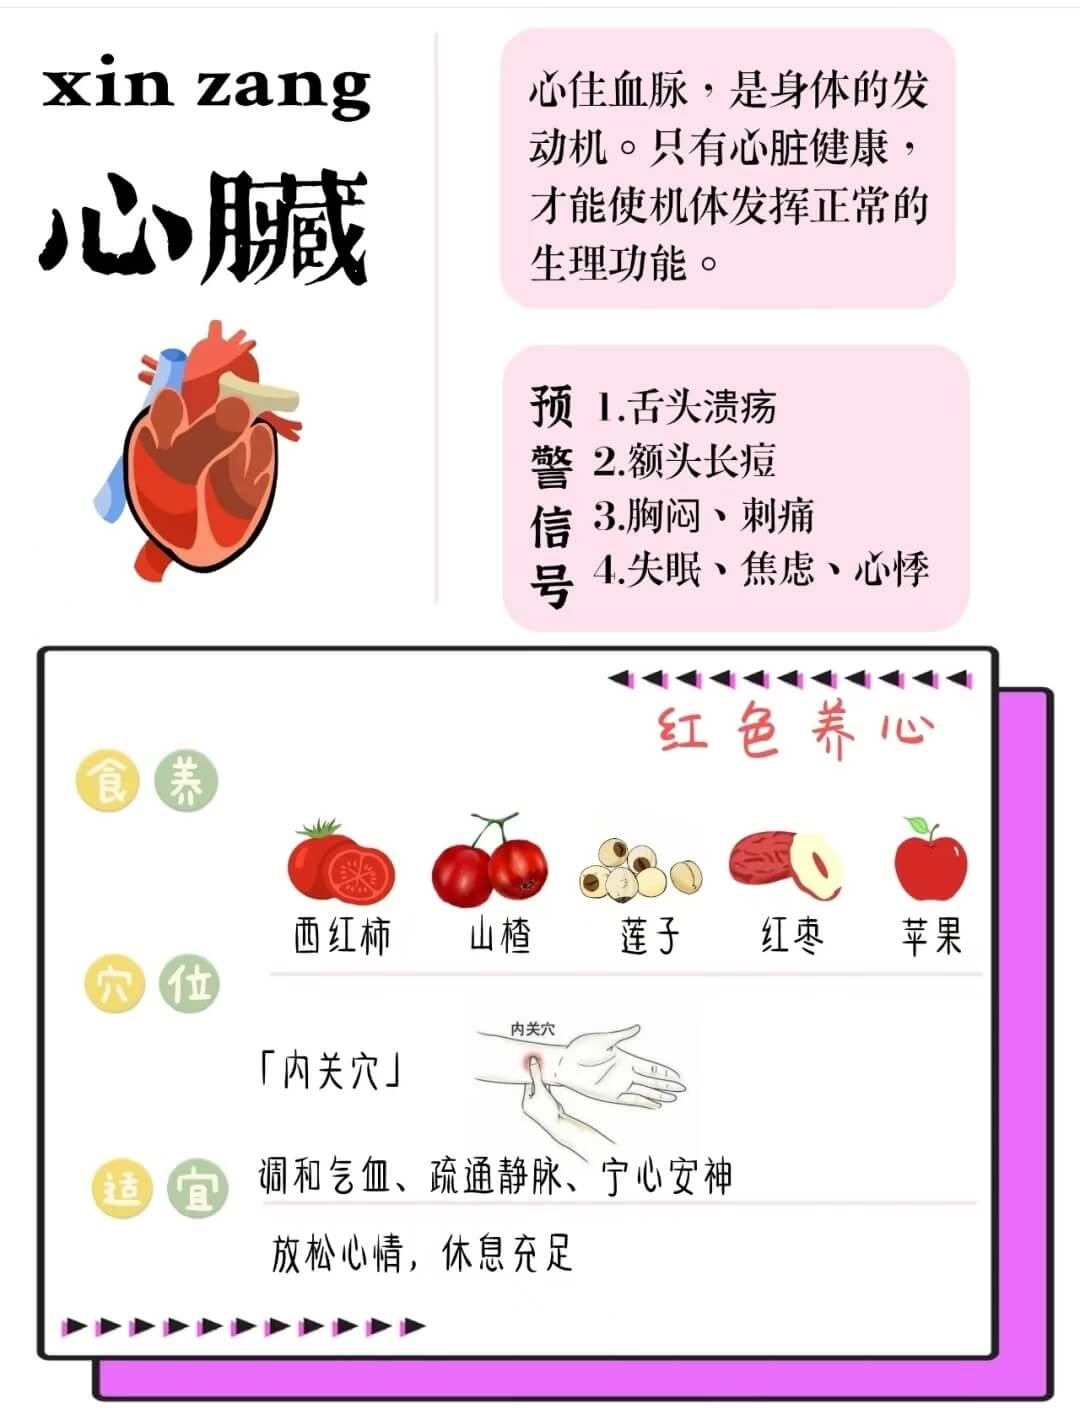 xin zang
心臟
心住血脉，是身体的发
动机。只有心脏健康，
才能使机体发挥正常的
生理功能。
预警信号
1.舌头溃疡
2.额头长痘
3.胸闷、刺痛
4.失眠、焦虑、心悸
红色养心
食养
西红柿 山楂 莲子 红枣 苹果
穴位
「内关穴」
内关穴
调和气血、疏通静脉、宁心安神
适宜
放松心情，休息充足